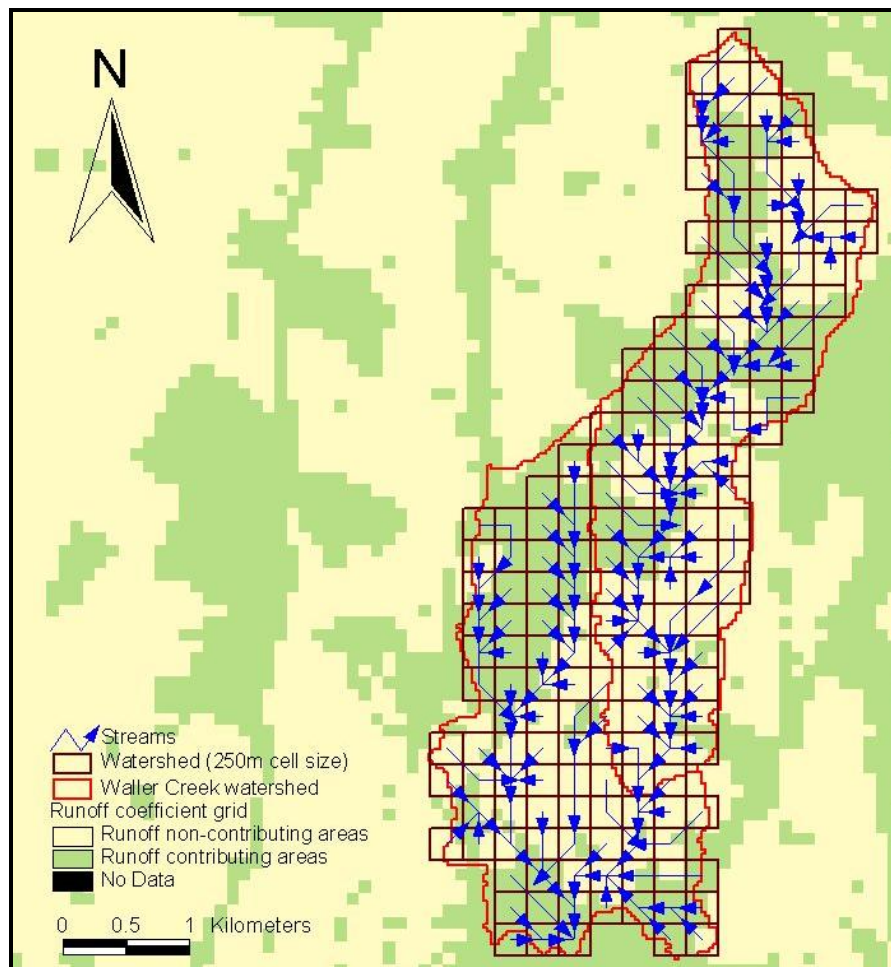 N
Streams
Watershed (250m cell size)
Waller Creek watershed
Runoff coefficient grid
Runoff non-contributing areas
Runoff contributing areas
No Data
0 0.5 1 Kilometers